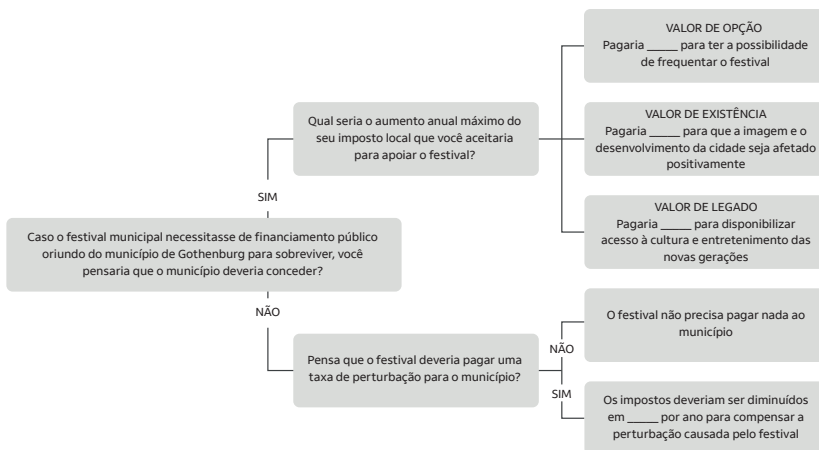 VALOR DE OPÇÃO
Pagaria _____ para ter a possibilidade
de frequentar o festival
Qual seria o aumento anual máximo do
seu imposto local que você aceitaria
para apoiar o festival?
VALOR DE EXISTÊNCIA
Pagaria _____ para que a imagem e o
desenvolvimento da cidade seja afetado
positivamente
SIM
VALOR DE LEGADO
Pagaria _____ para disponibilizar
acesso à cultura e entretenimento das
novas gerações
Caso o festival municipal necessitasse de financiamento público
oriundo do município de Gothenburg para sobreviver, você
pensaria que o município deveria conceder?
NÃO
O festival não precisa pagar nada ao
município
Pensa que o festival deveria pagar uma
taxa de perturbação para o município?
NÃO
SIM
Os impostos deveriam ser diminuídos
em _____ por ano para compensar a
perturbação causada pelo festival